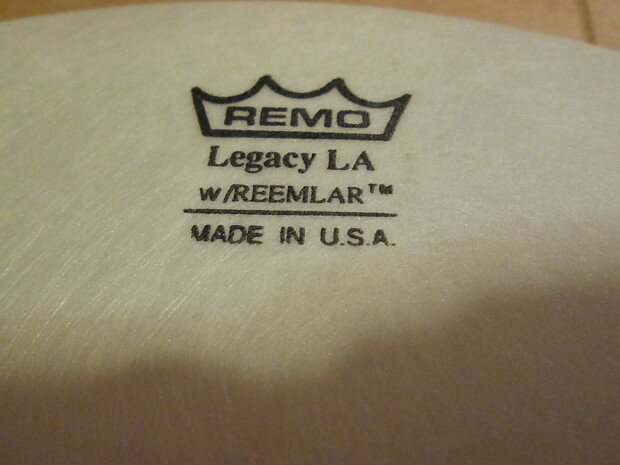 REMO
Legacy LA
w/REEMLAR™
MADE IN U.S.A.